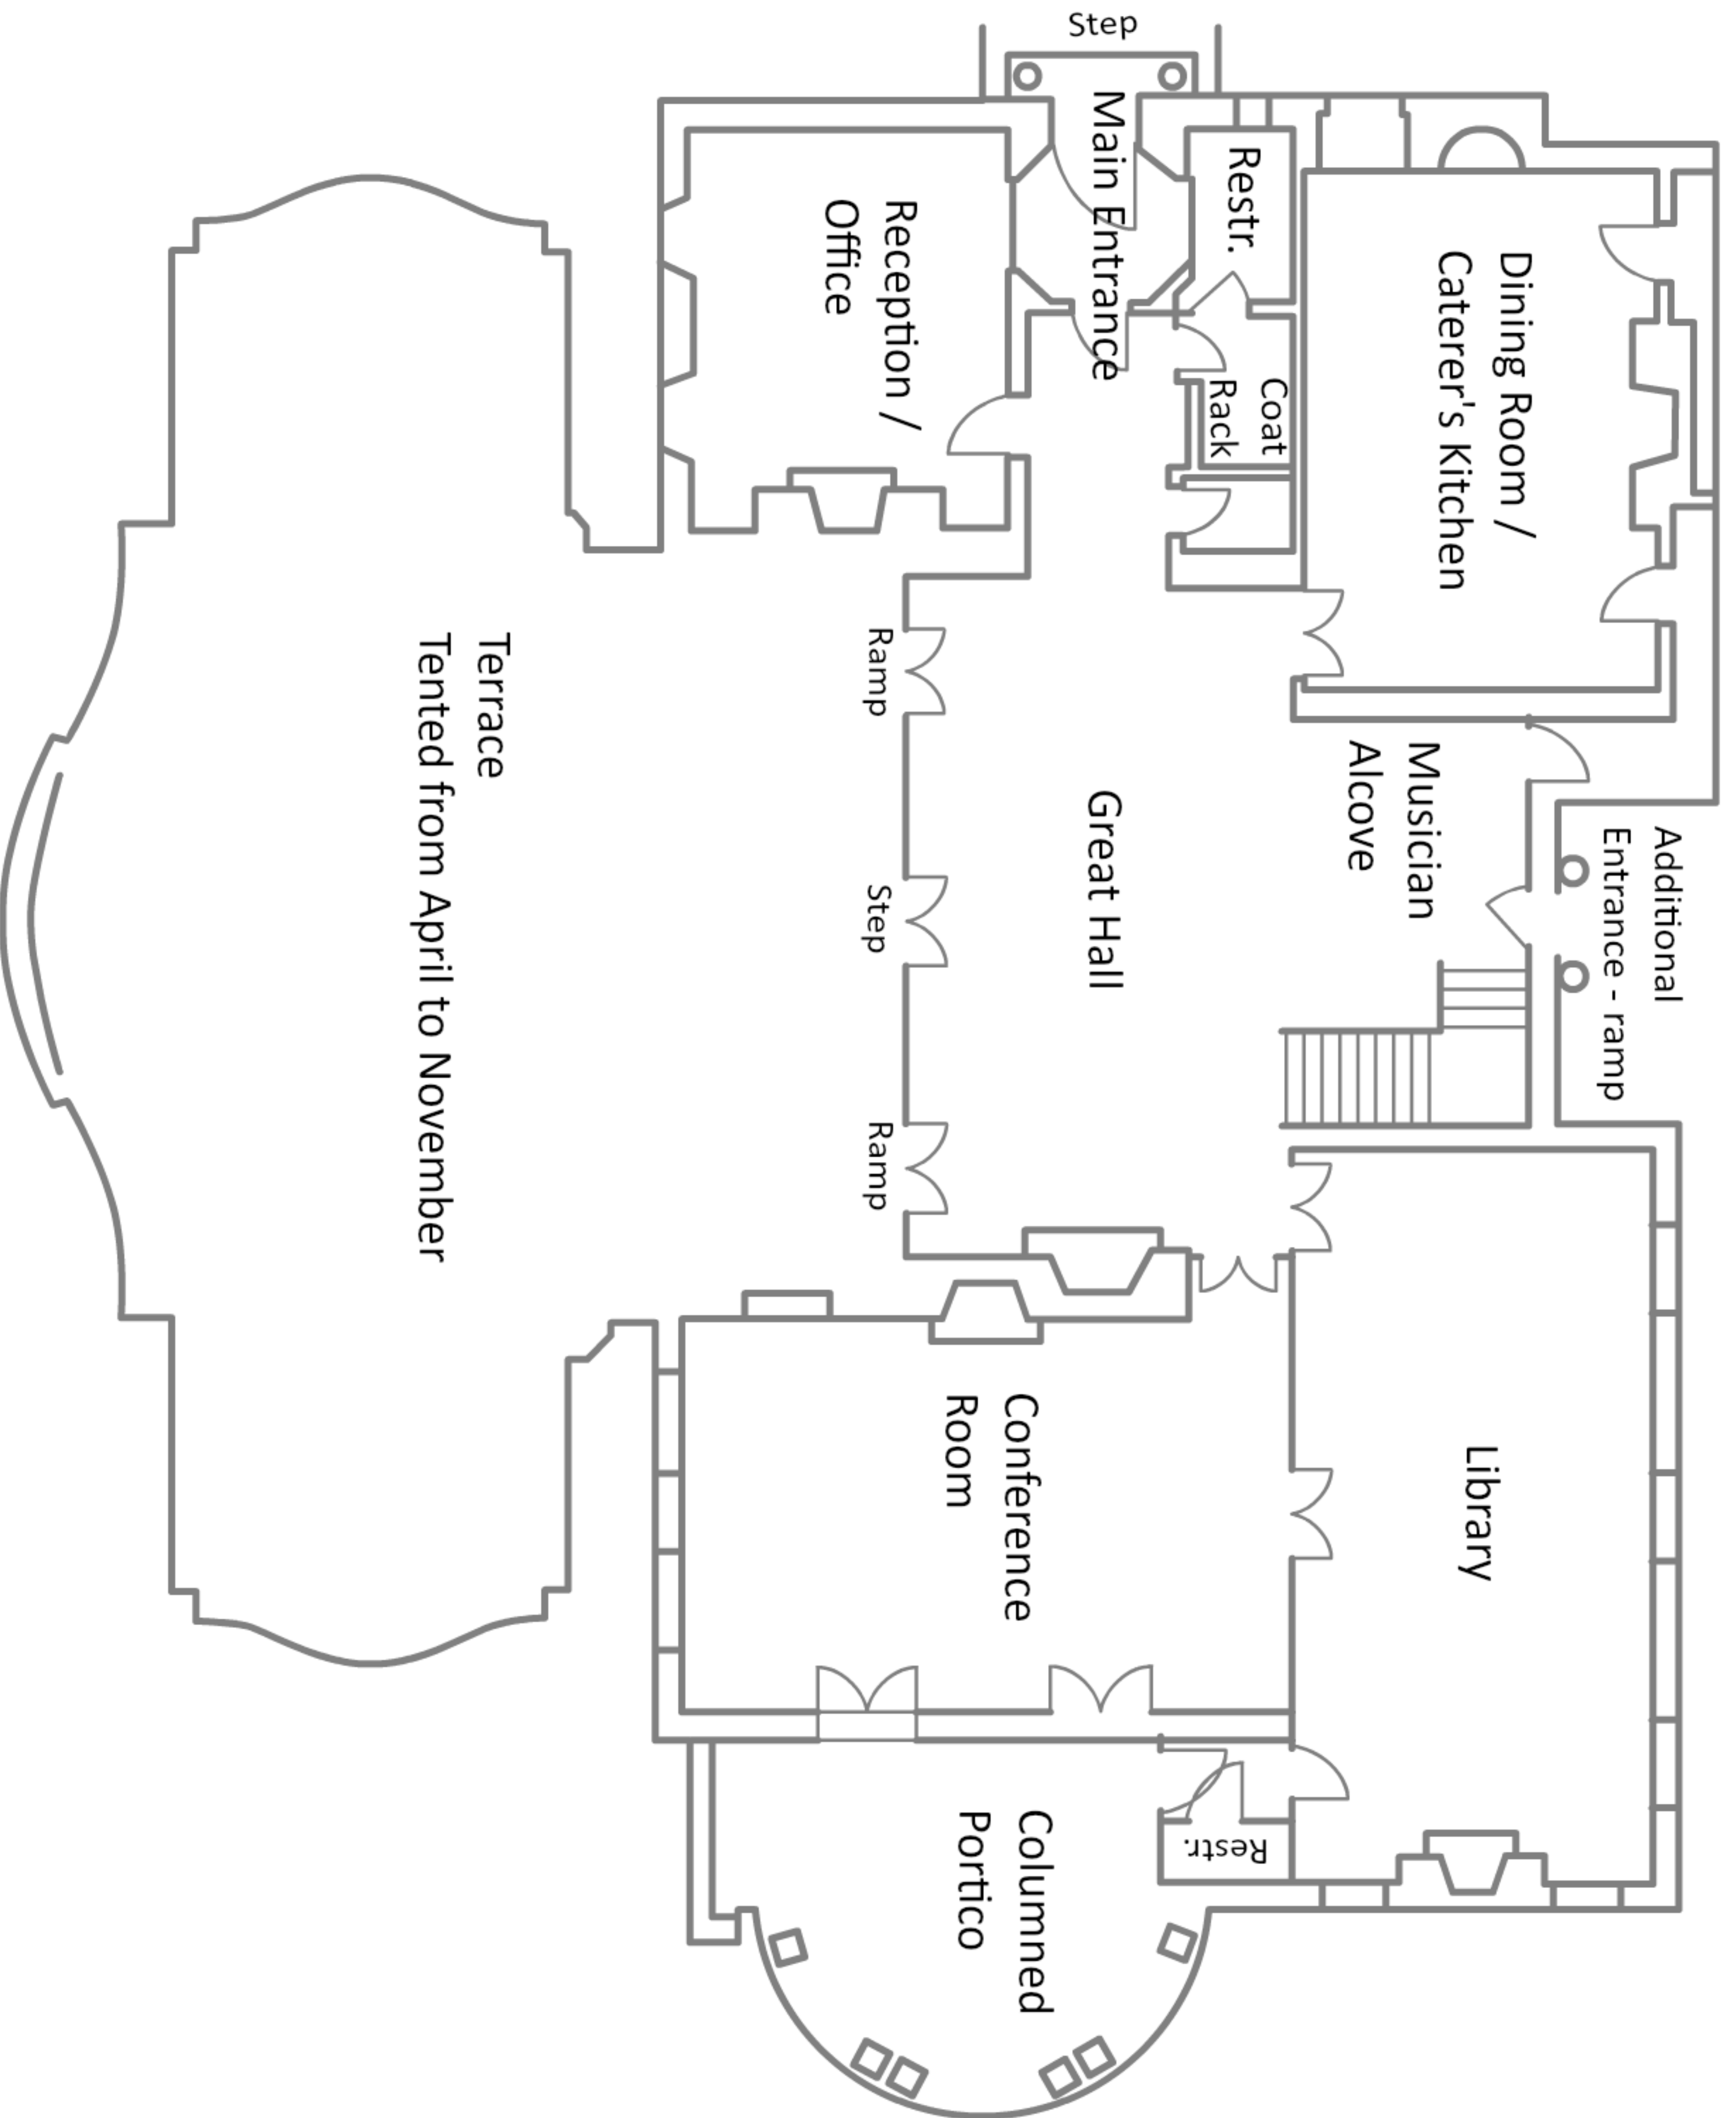 Step
Main Entrance
Restr.
Coat
Rack
Reception /
Office
Dining Room /
Caterer's Kitchen
Musician
Alcove
Additional
Entrance - ramp
Great Hall
Ramp
Step
Ramp
Terrace
Tented from April to November
Conference
Room
Library
Restr.
Columned
Portico